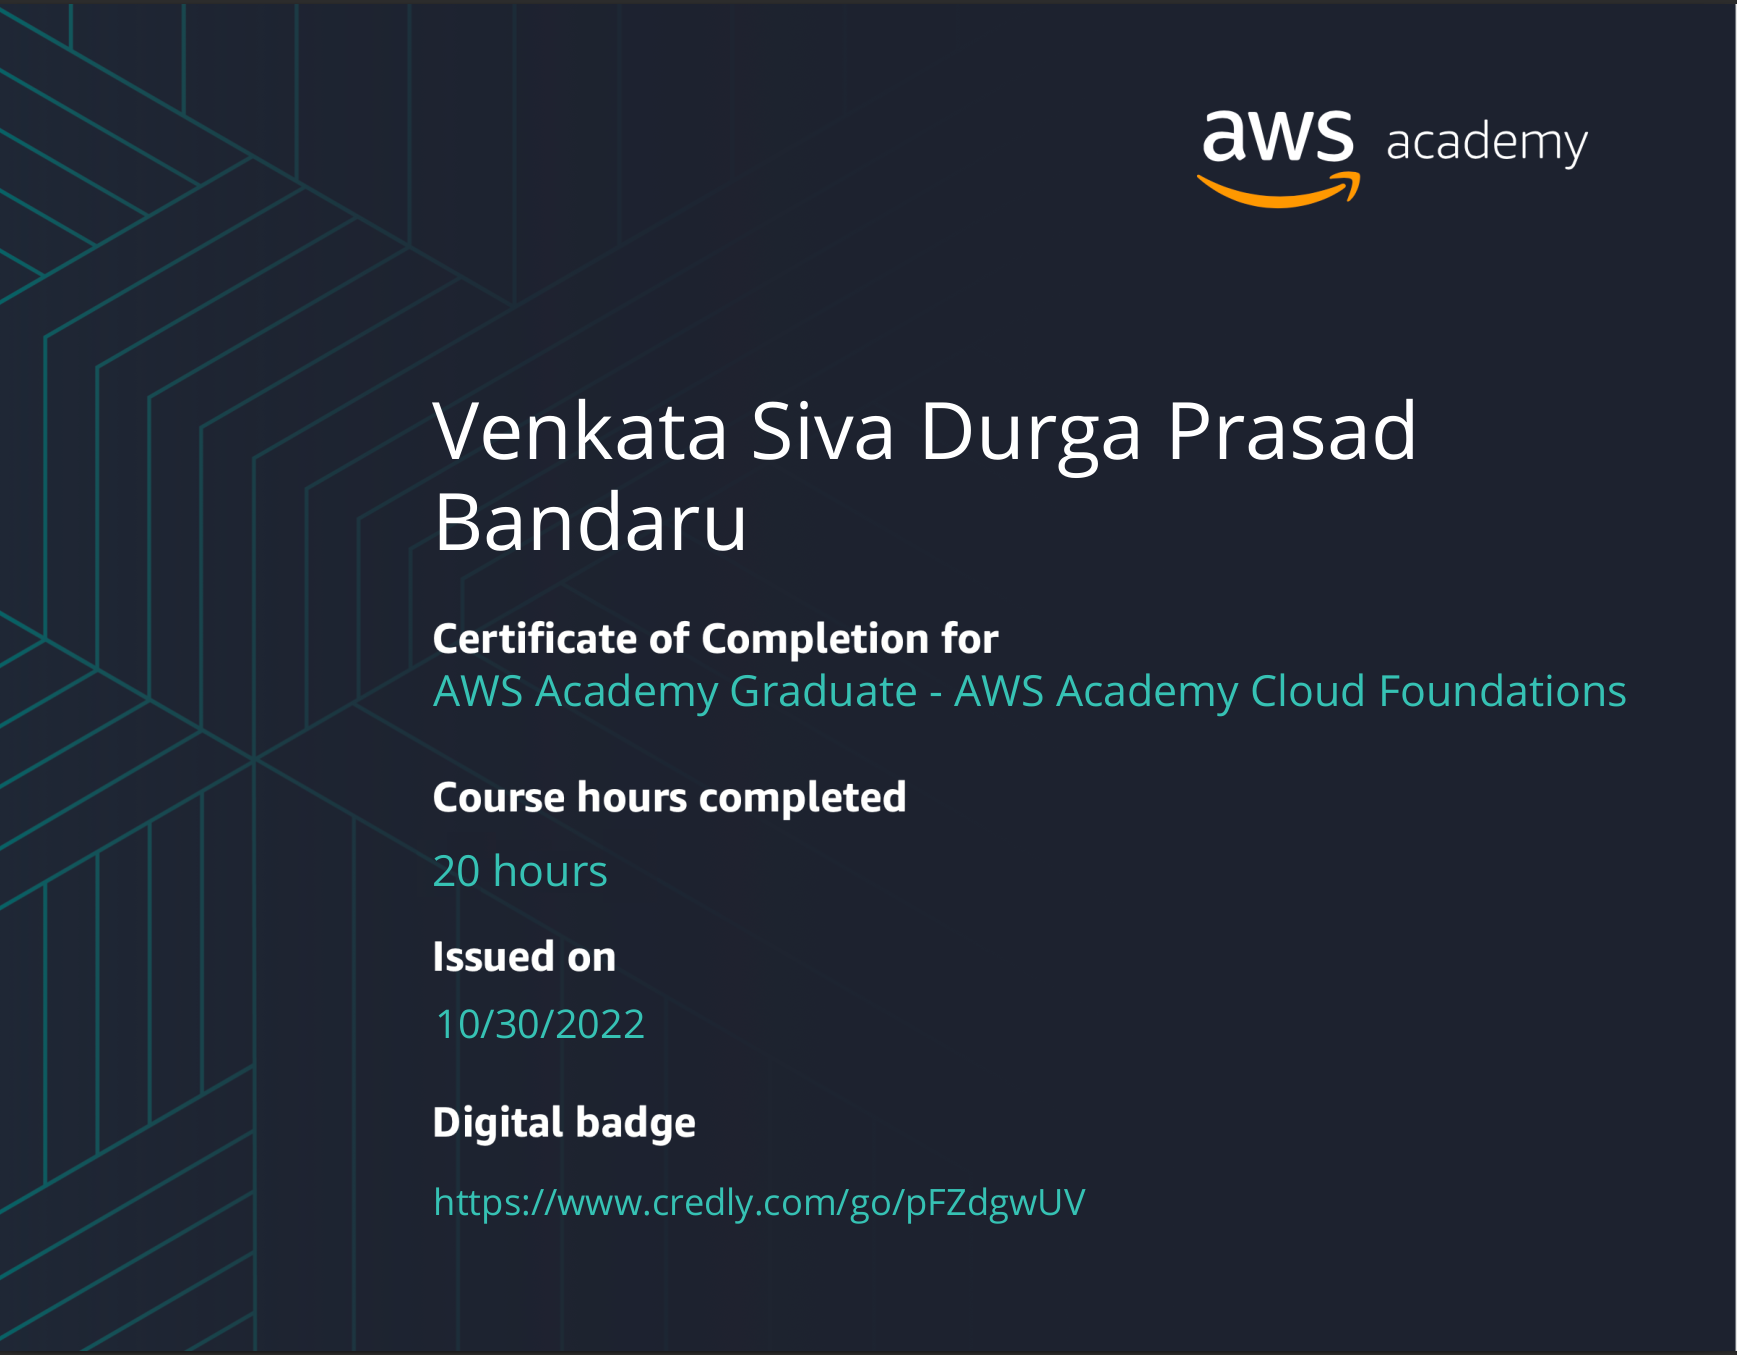 aws academy
Venkata Siva Durga Prasad
Bandaru
Certificate of Completion for
AWS Academy Graduate - AWS Academy Cloud Foundations
Course hours completed
20 hours
Issued on
10/30/2022
Digital badge
https://www.credly.com/go/pFZdgwUV